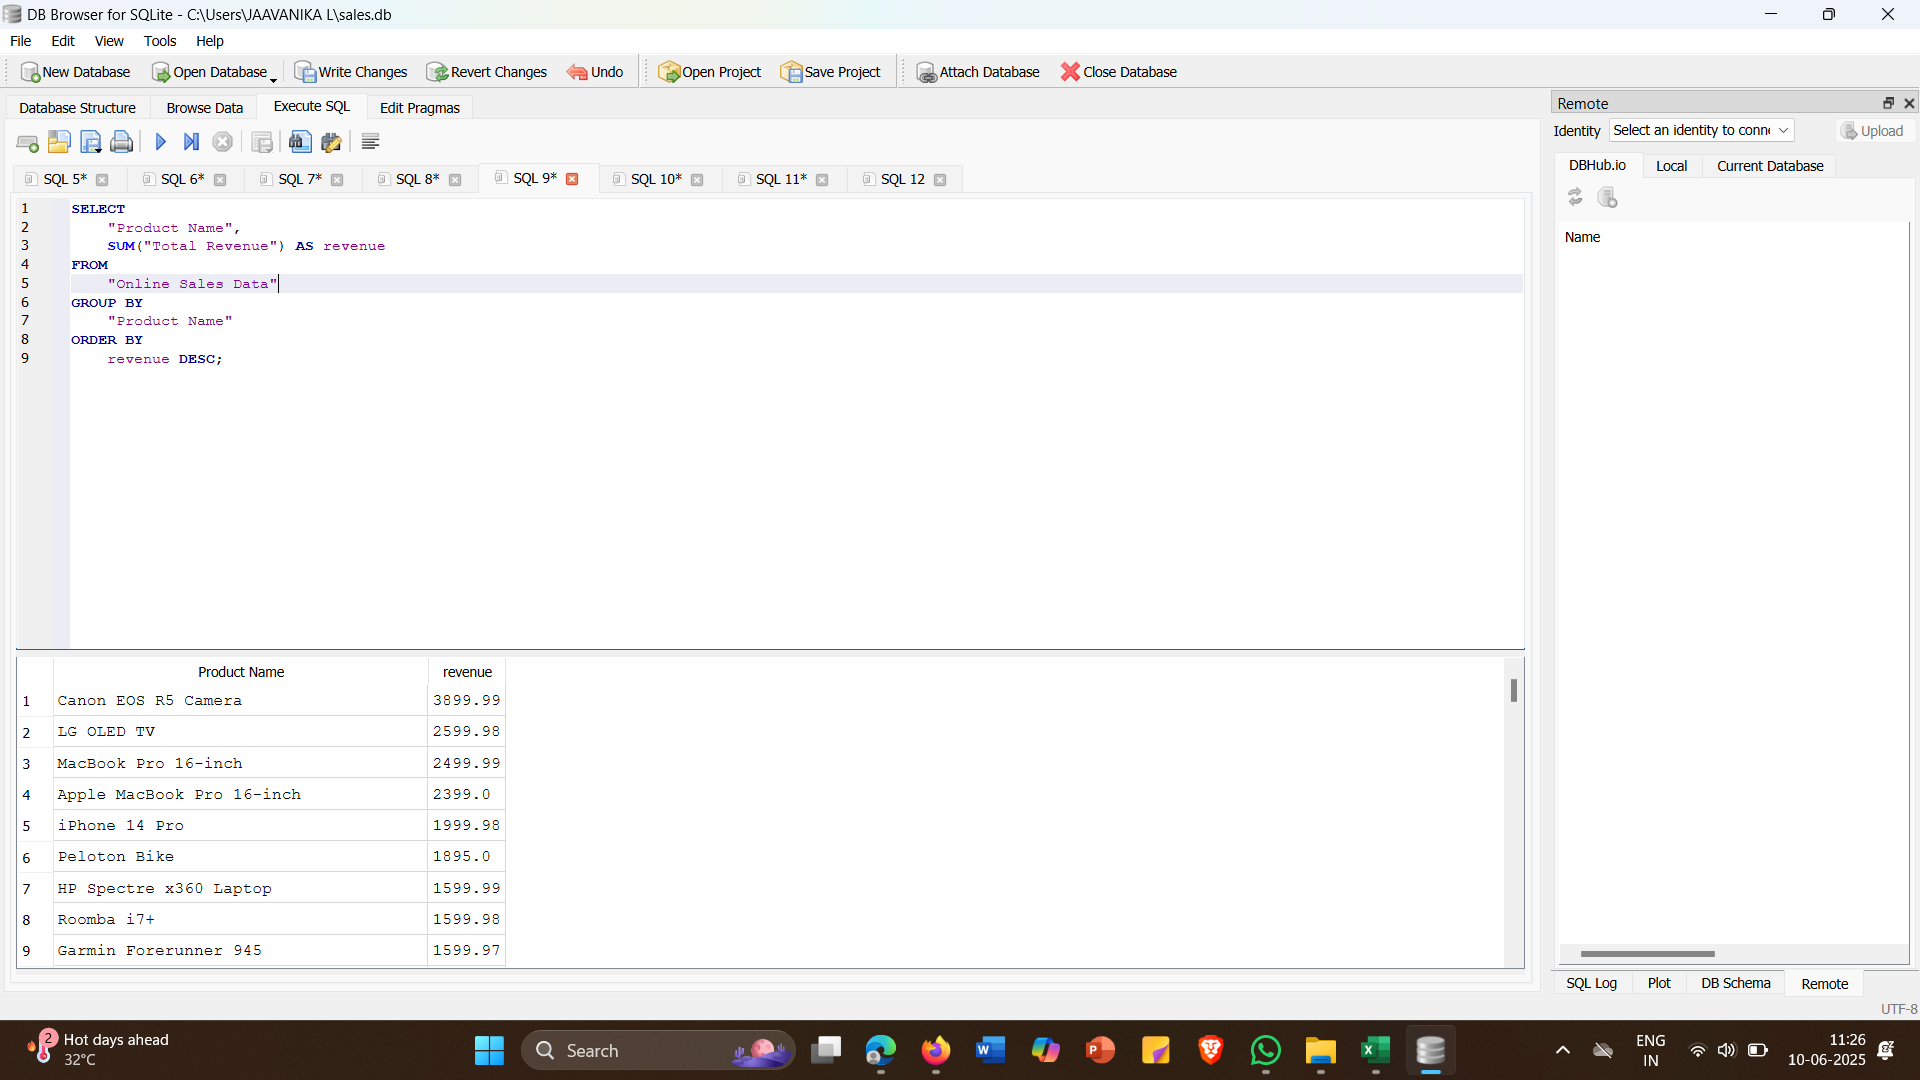 DB Browser for SQLite - C:\Users\JAAVANIKA L\sales.db
File Edit View Tools Help
New Database Open Database Write Changes Revert Changes Undo Open Project Save Project Attach Database Close Database
Database Structure Browse Data Execute SQL Edit Pragmas
SQL 5* SQL 6* SQL 7* SQL 8* SQL 9* SQL 10* SQL 11* SQL 12
1 SELECT
2 "Product Name",
3 SUM("Total Revenue") AS revenue
4 FROM
5 "Online Sales Data"
6 GROUP BY
7 "Product Name"
8 ORDER BY
9 revenue DESC;
Product Name revenue
1 Canon EOS R5 Camera 3899.99
2 LG OLED TV 2599.98
3 MacBook Pro 16-inch 2499.99
4 Apple MacBook Pro 16-inch 2399.0
5 iPhone 14 Pro 1999.98
6 Peloton Bike 1895.0
7 HP Spectre x360 Laptop 1599.99
8 Roomba i7+ 1599.98
9 Garmin Forerunner 945 1599.97
Remote
Identity Select an identity to conne Upload
DBHub.io Local Current Database
Name
SQL Log Plot DB Schema Remote
UTF-8
2 Hot days ahead
32°C
Search
W P X
ENG
IN
11:26
10-06-2025